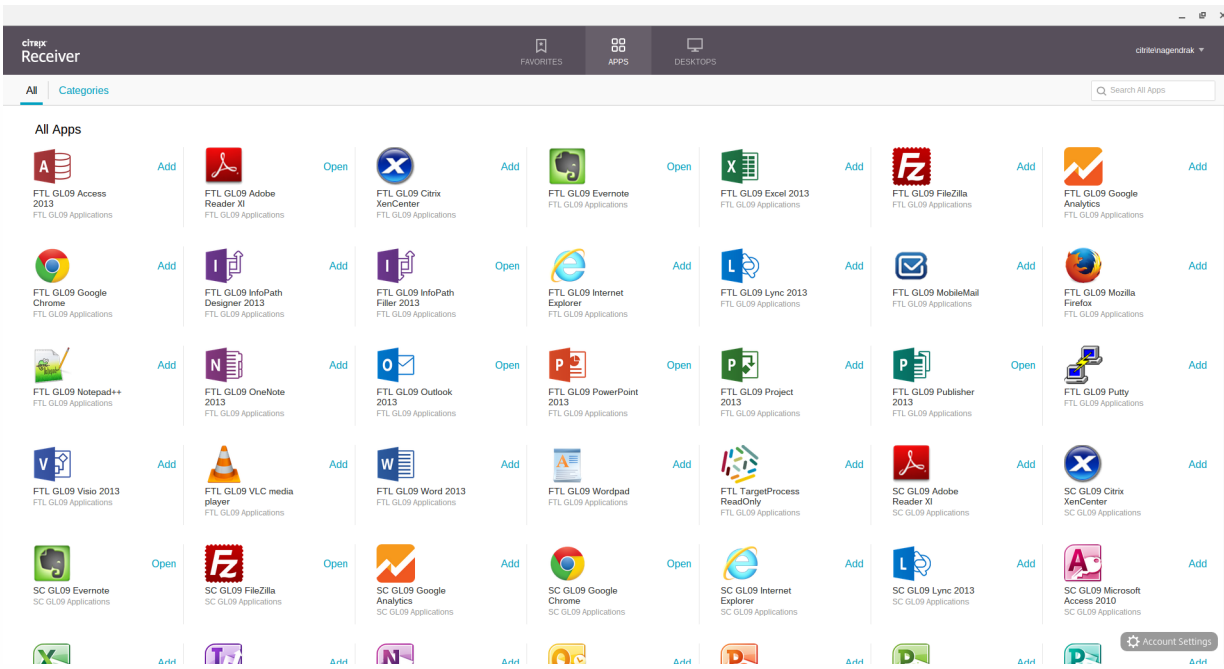 citrix
Receiver
FAVORITES
APPS
DESKTOPS
citrite\nagendrak
All
Categories
Search All Apps
All Apps
Add
Open
Add
Open
Add
Add
Add
FTL GL09 Access
2013
FTL GL09 Applications
FTL GL09 Adobe
Reader XI
FTL GL09 Applications
FTL GL09 Citrix
XenCenter
FTL GL09 Applications
FTL GL09 Evernote
FTL GL09 Applications
FTL GL09 Excel 2013
FTL GL09 Applications
FTL GL09 FileZilla
FTL GL09 Applications
FTL GL09 Google
Analytics
FTL GL09 Applications
Add
Add
Open
Add
Add
Add
Add
FTL GL09 Google
Chrome
FTL GL09 Applications
FTL GL09 InfoPath
Designer 2013
FTL GL09 Applications
FTL GL09 InfoPath
Filler 2013
FTL GL09 Applications
FTL GL09 Internet
Explorer
FTL GL09 Applications
FTL GL09 Lync 2013
FTL GL09 Applications
FTL GL09 MobileMail
FTL GL09 Applications
FTL GL09 Mozilla
Firefox
FTL GL09 Applications
Add
Add
Open
Open
Add
Open
Add
FTL GL09 Notepad++
FTL GL09 Applications
FTL GL09 OneNote
2013
FTL GL09 Applications
FTL GL09 Outlook
2013
FTL GL09 Applications
FTL GL09 PowerPoint
2013
FTL GL09 Applications
FTL GL09 Project
2013
FTL GL09 Applications
FTL GL09 Publisher
2013
FTL GL09 Applications
FTL GL09 Putty
FTL GL09 Applications
Add
Add
Add
Add
Add
Add
Add
FTL GL09 Visio 2013
FTL GL09 Applications
FTL GL09 VLC media
player
FTL GL09 Applications
FTL GL09 Word 2013
FTL GL09 Applications
FTL GL09 Wordpad
FTL GL09 Applications
FTL TargetProcess
ReadOnly
FTL GL09 Applications
SC GL09 Adobe
Reader XI
SC GL09 Applications
SC GL09 Citrix
XenCenter
SC GL09 Applications
Open
Open
Add
Open
Add
Add
Add
SC GL09 Evernote
SC GL09 Applications
SC GL09 FileZilla
SC GL09 Applications
SC GL09 Google
Analytics
SC GL09 Applications
SC GL09 Google
Chrome
SC GL09 Applications
SC GL09 Internet
Explorer
SC GL09 Applications
SC GL09 Lync 2013
SC GL09 Applications
SC GL09 Microsoft
Access 2010
SC GL09 Applications
Account Settings
Add
Add
Add
Add
Add
Add
Add